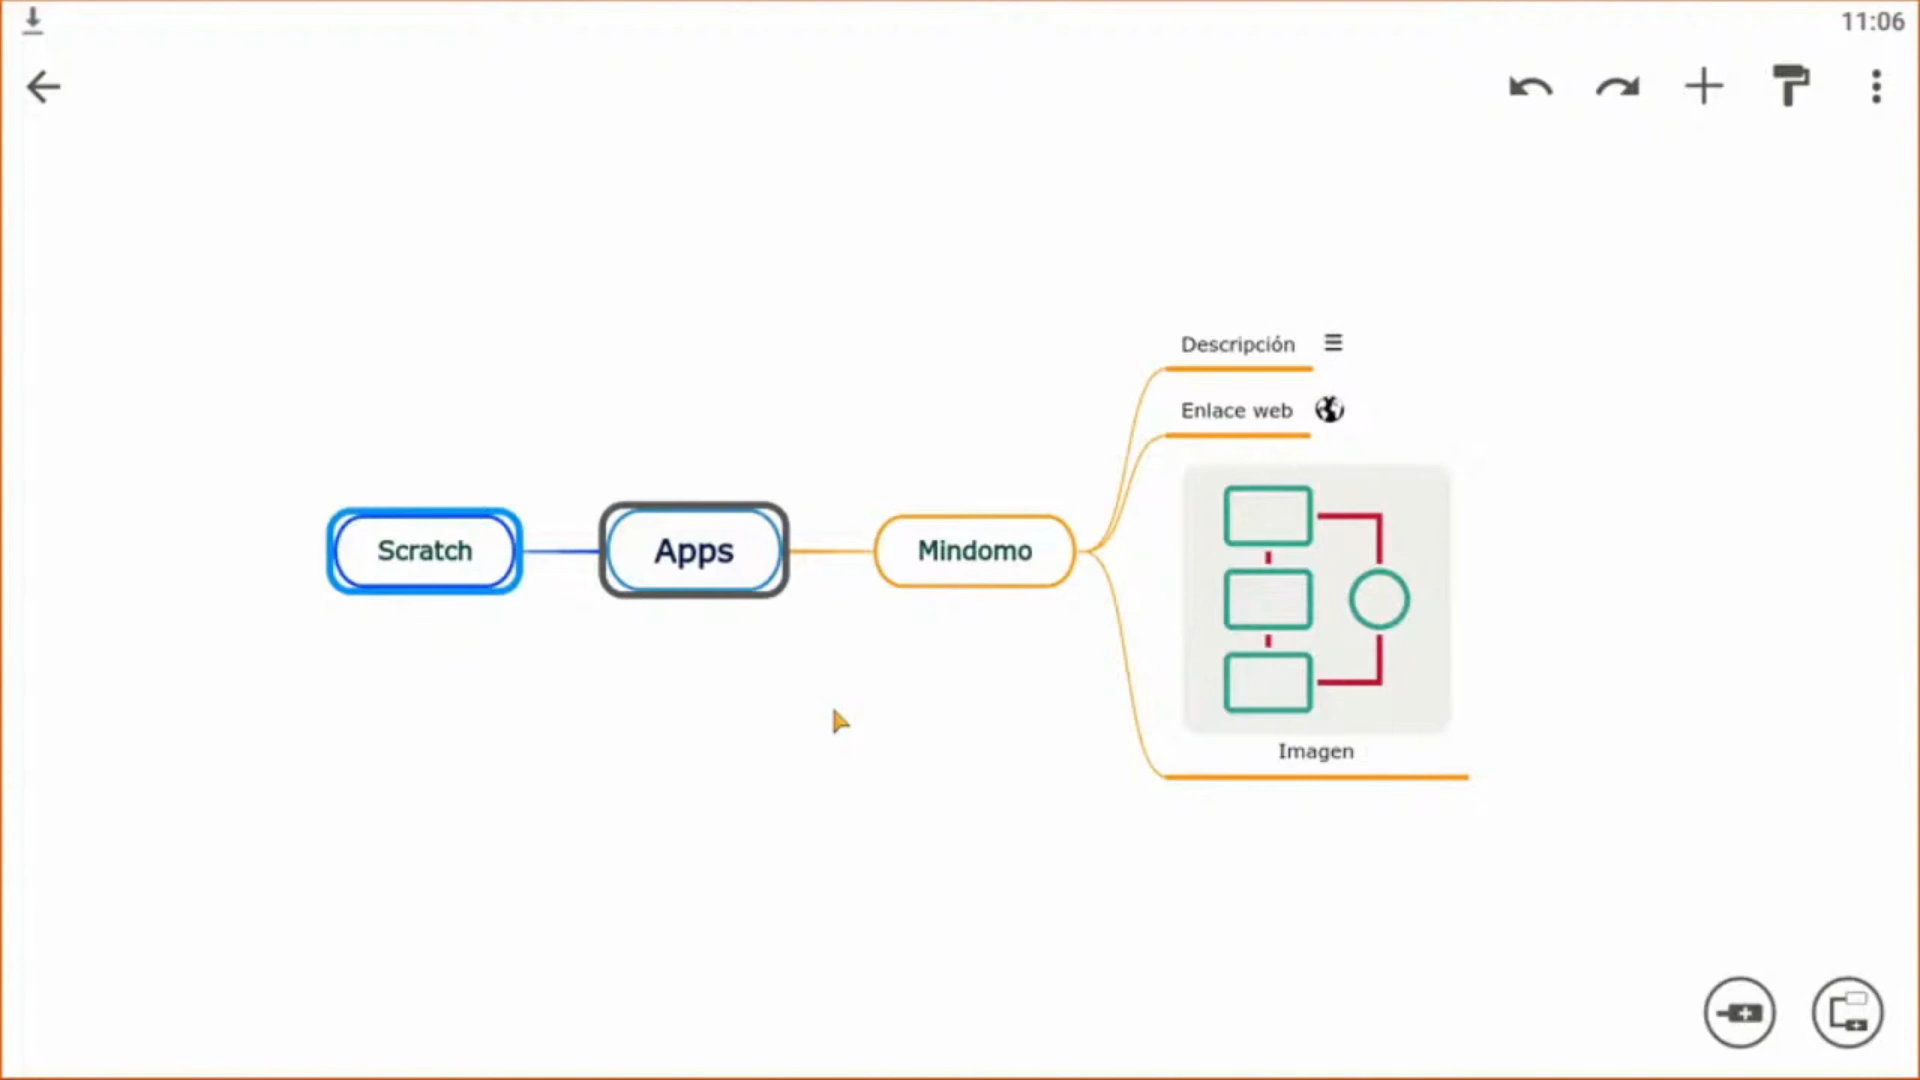 11:06
Descripción
Enlace web
Scratch
Apps
Mindomo
Imagen